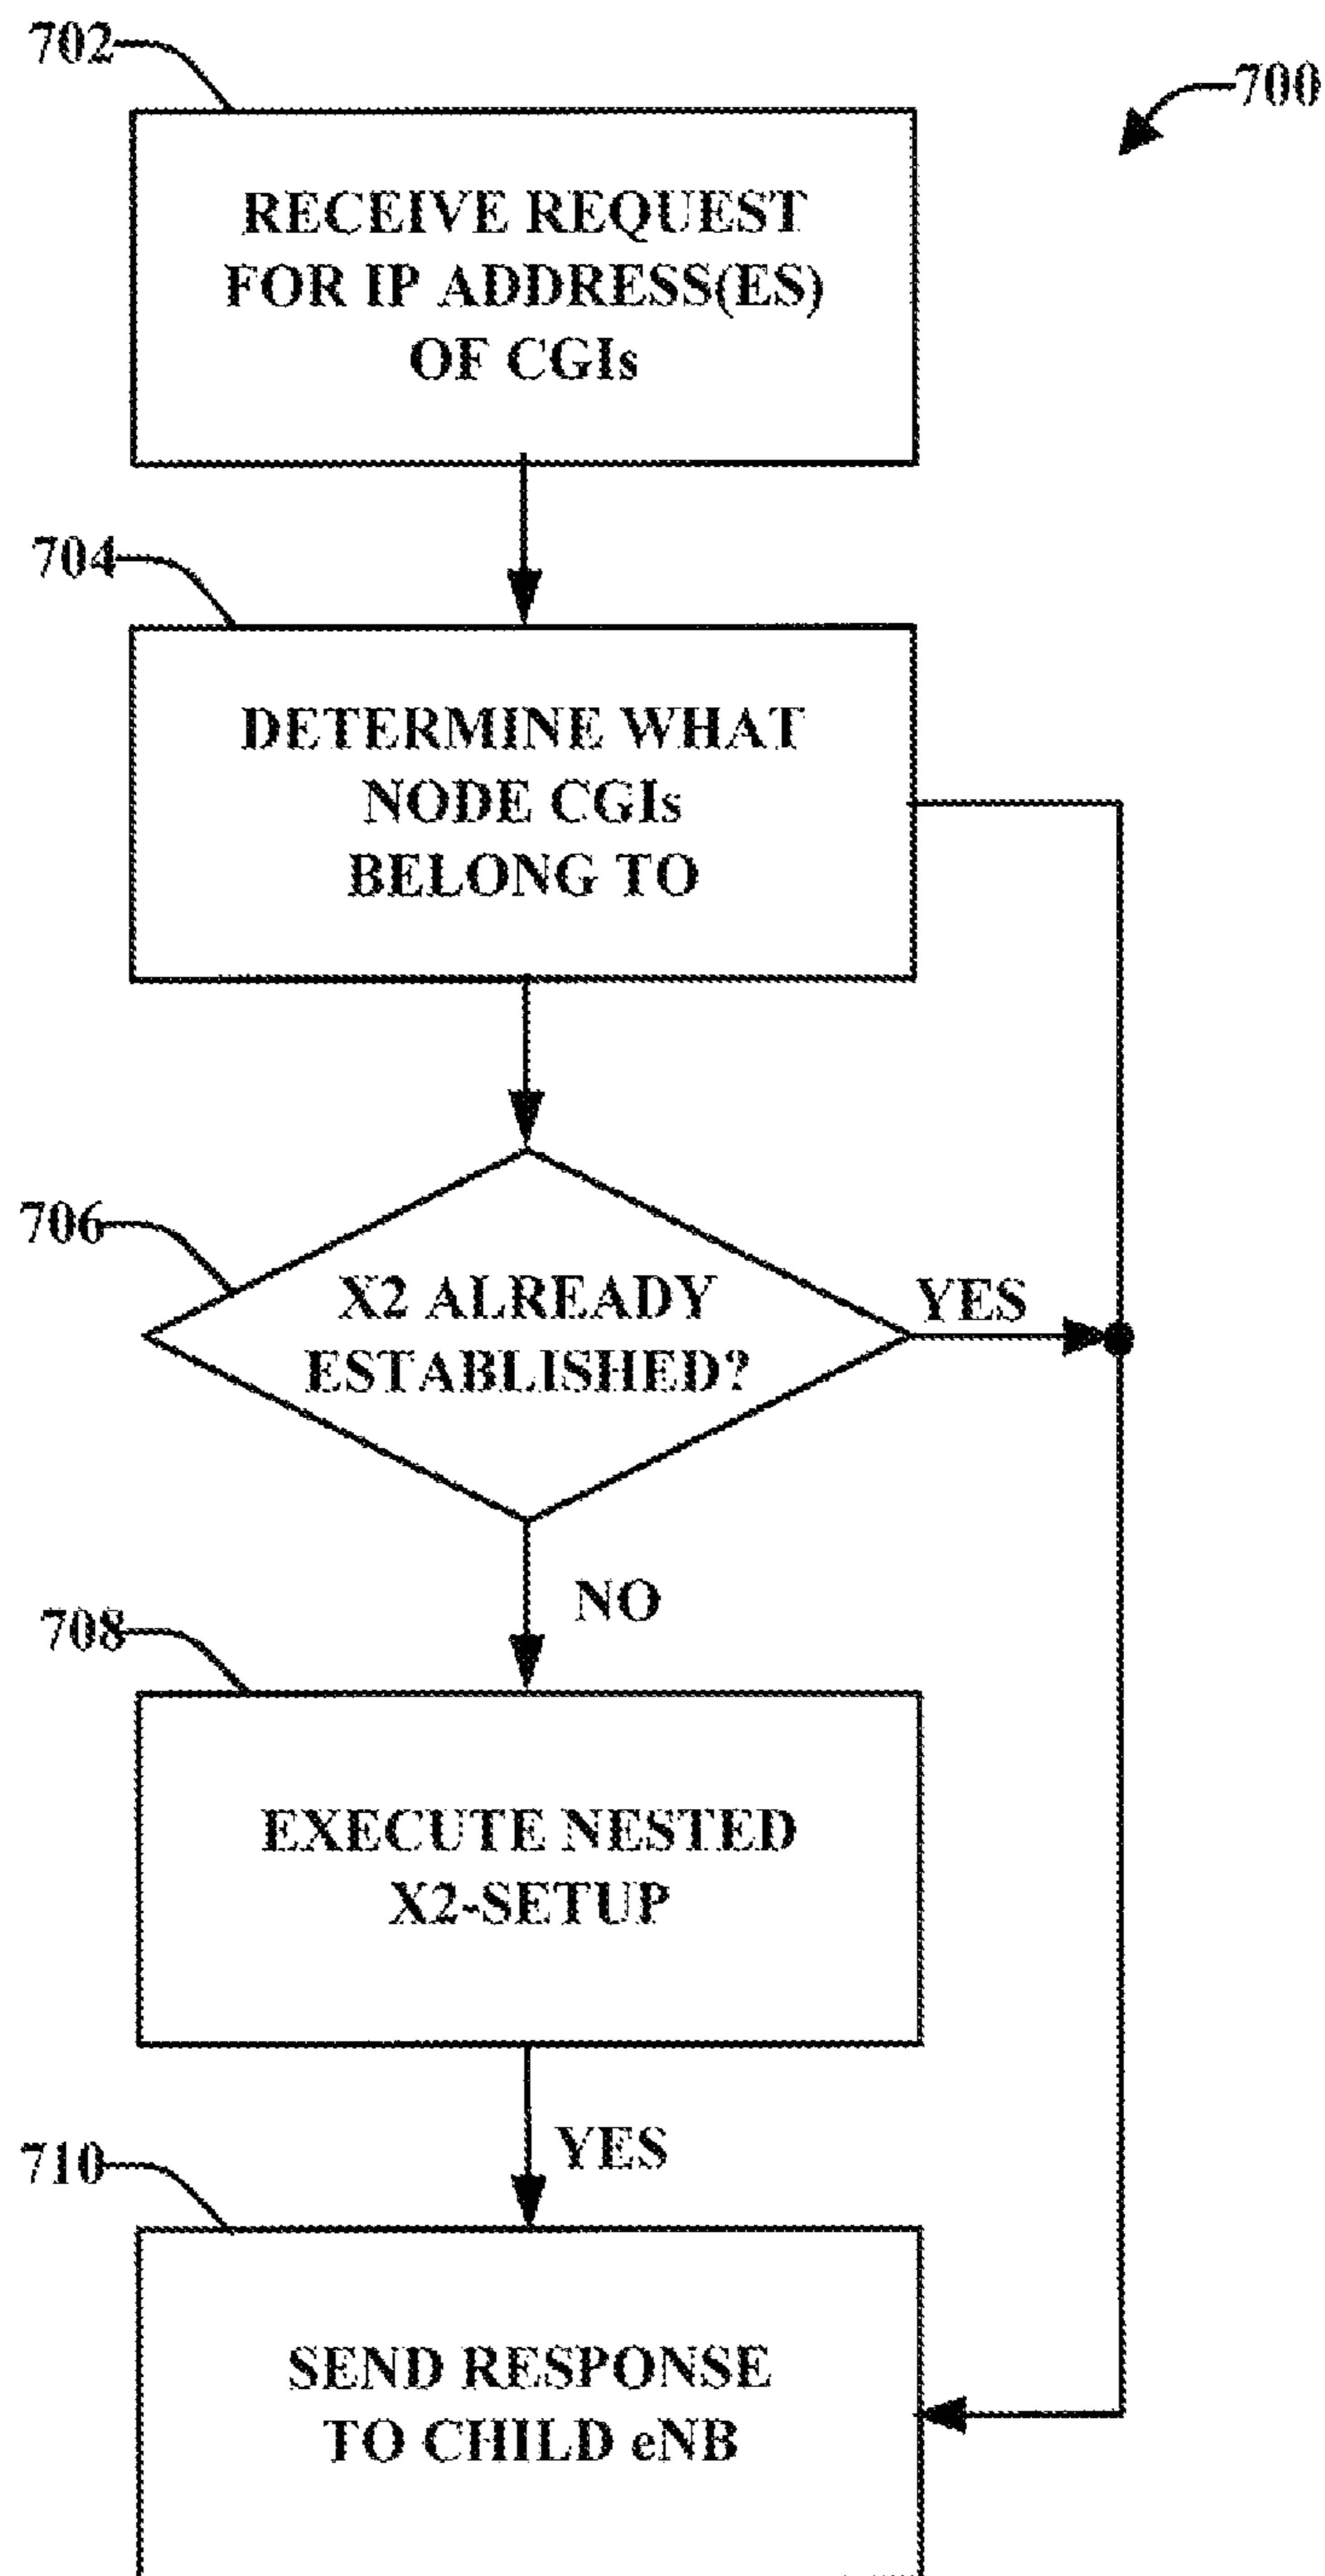 702
700
RECEIVE REQUEST
FOR IP ADDRESS(ES)
OF CGIs
704
DETERMINE WHAT
NODE CGIs
BELONG TO
706
X2 ALREADY
ESTABLISHED?
YES
NO
708
EXECUTE NESTED
X2-SETUP
YES
710
SEND RESPONSE
TO CHILD eNB